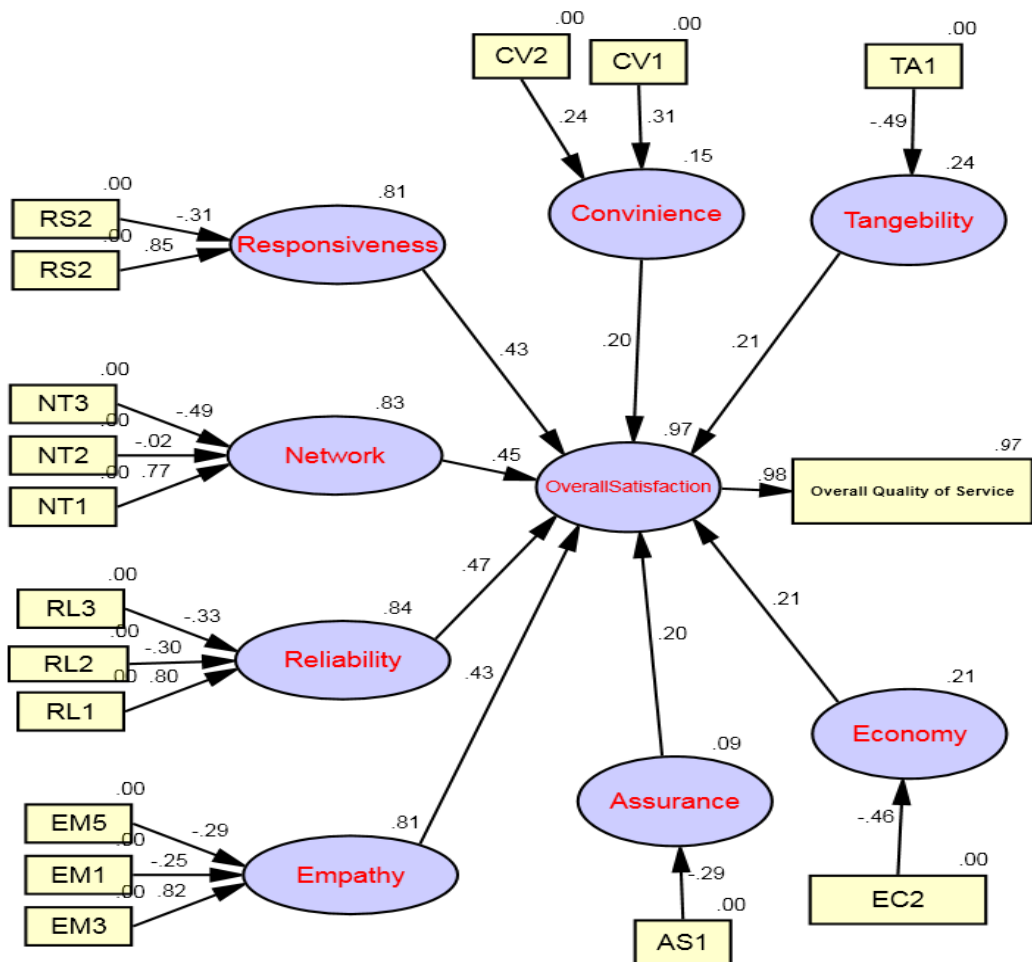 .00
CV2
.00
CV1
.00
TA1
.24
.31
-.49
.15
Convinience
.24
Tangebility
.00
RS2
-.31
.00
RS2
.85
.81
Responsiveness
.43
.20
.21
.00
NT3
-.49
.00
NT2
-.02
.00
NT1
.77
.83
Network
.45
.97
OverallSatisfaction
.98
.97
Overall Quality of Service
.00
RL3
-.33
.00
RL2
-.30
.00
RL1
.80
.84
Reliability
.47
.43
.20
.21
.00
EM5
-.29
.00
EM1
-.25
.00
EM3
.82
.81
Empathy
.09
Assurance
-.29
.00
AS1
.21
Economy
-.46
.00
EC2